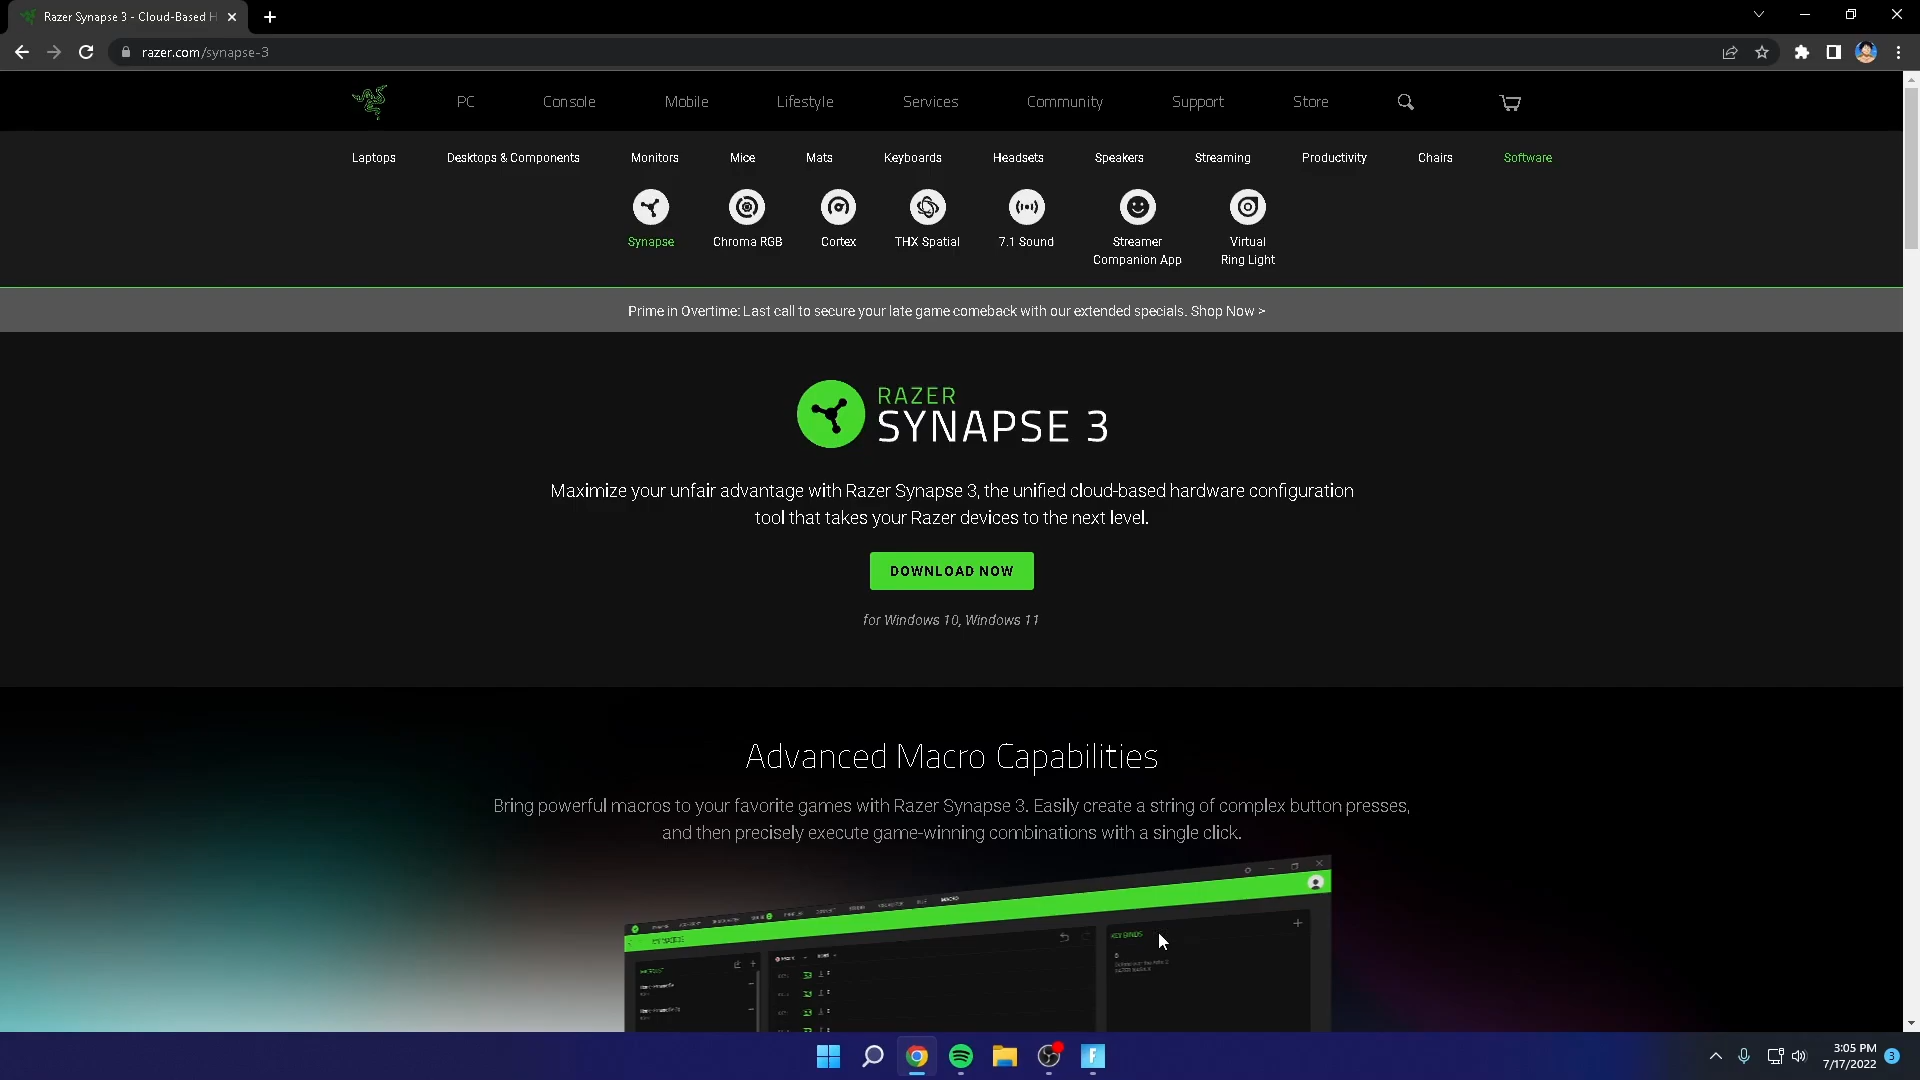 Razer Synapse 3 - Cloud-Based H
razer.com/synapse-3
PC
Console
Mobile
Lifestyle
Services
Community
Support
Store
Laptops
Desktops & Components
Monitors
Mice
Mats
Keyboards
Headsets
Speakers
Streaming
Productivity
Chairs
Software
Synapse
Chroma RGB
Cortex
THX Spatial
7.1 Sound
Streamer
Companion App
Virtual
Ring Light
Prime in Overtime: Last call to secure your late game comeback with our extended specials. Shop Now >
RAZER
SYNAPSE 3
Maximize your unfair advantage with Razer Synapse 3, the unified cloud-based hardware configuration
tool that takes your Razer devices to the next level.
DOWNLOAD NOW
for Windows 10, Windows 11
Advanced Macro Capabilities
Bring powerful macros to your favorite games with Razer Synapse 3. Easily create a string of complex button presses,
and then precisely execute game-winning combinations with a single click.
MACRO
KEY BINDS
3:05 PM
7/17/2022
3